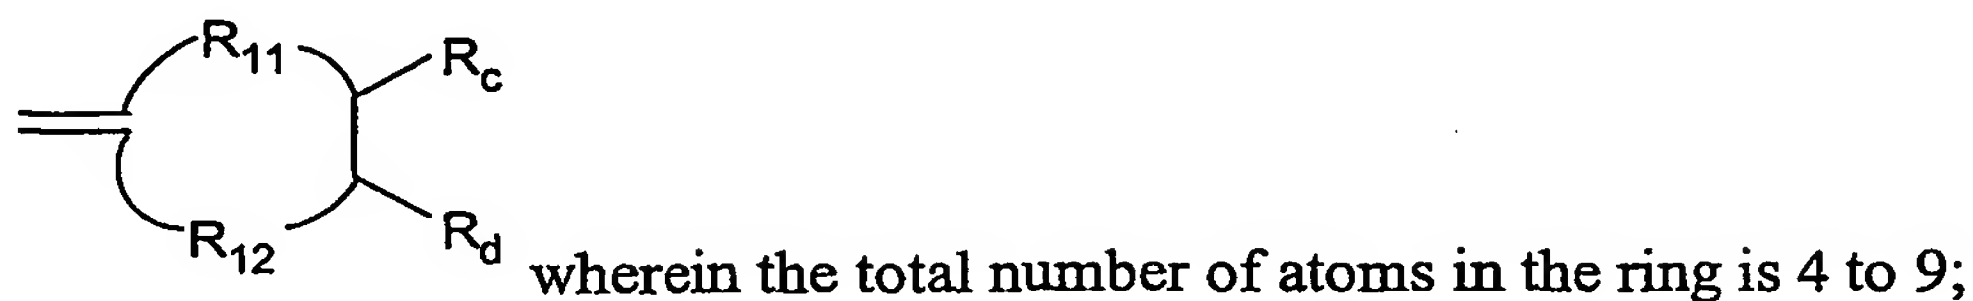 R11
Rc
R12
Rd
wherein the total number of atoms in the ring is 4 to 9;